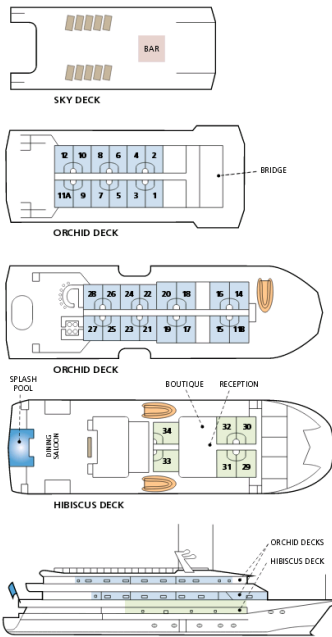 BAR
SKY DECK
12 10 8 6 4 2
11A 9 7 5 3 1
BRIDGE
ORCHID DECK
28 26 24 22 20 18 16 14
27 25 23 21 19 17 15 11B
ORCHID DECK
SPLASH
POOL
BOUTIQUE
RECEPTION
DINING
SALOON
34 32 30
33 31 29
HIBISCUS DECK
ORCHID DECKS
HIBISCUS DECK